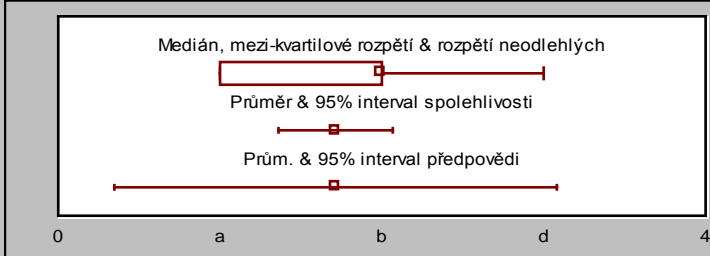 Medián, mezi-kvartilové rozpětí & rozpětí neodlehlých
Průměr & 95% interval spolehlivosti
Prům. & 95% interval předpovědi
0 a b d 4